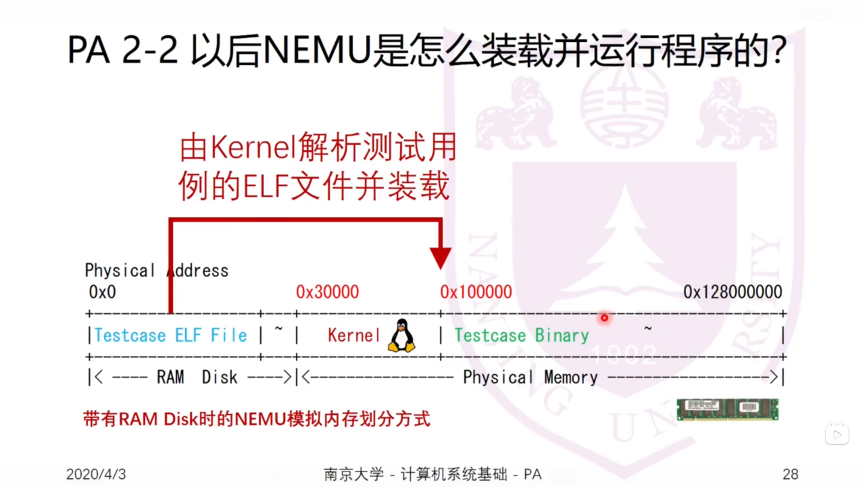 PA 2-2 以后NEMU是怎么装载并运行程序的?
由Kernel解析测试用
例的ELF文件并装载
Physical Address
0x0 0x30000 0x100000 0x128000000
|Testcase ELF File | ~ | Kernel | Testcase Binary ~ |
|< ---- RAM Disk ---->|<-------------------- Physical Memory -------------------->|
带有RAM Disk时的NEMU模拟内存划分方式
NANJING UNIVERSITY
1902
2020/4/3 南京大学 - 计算机系统基础 - PA 28